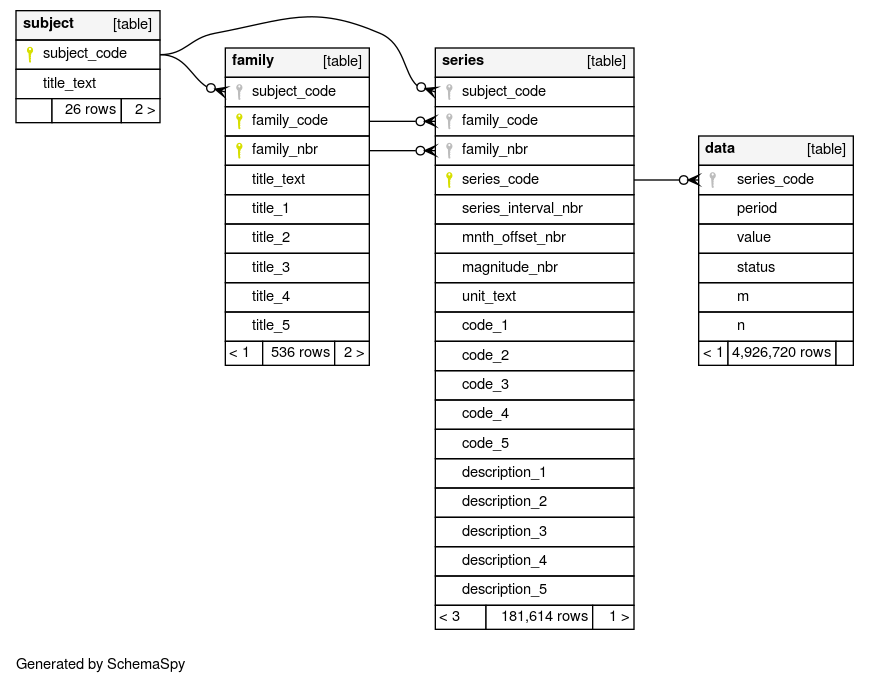 subject [table]
subject_code
title_text
26 rows 2 >
family [table]
subject_code
family_code
family_nbr
title_text
title_1
title_2
title_3
title_4
title_5
< 1 536 rows 2 >
series [table]
subject_code
family_code
family_nbr
series_code
series_interval_nbr
mnth_offset_nbr
magnitude_nbr
unit_text
code_1
code_2
code_3
code_4
code_5
description_1
description_2
description_3
description_4
description_5
< 3 181,614 rows 1 >
data [table]
series_code
period
value
status
m
n
< 1 4,926,720 rows
Generated by SchemaSpy